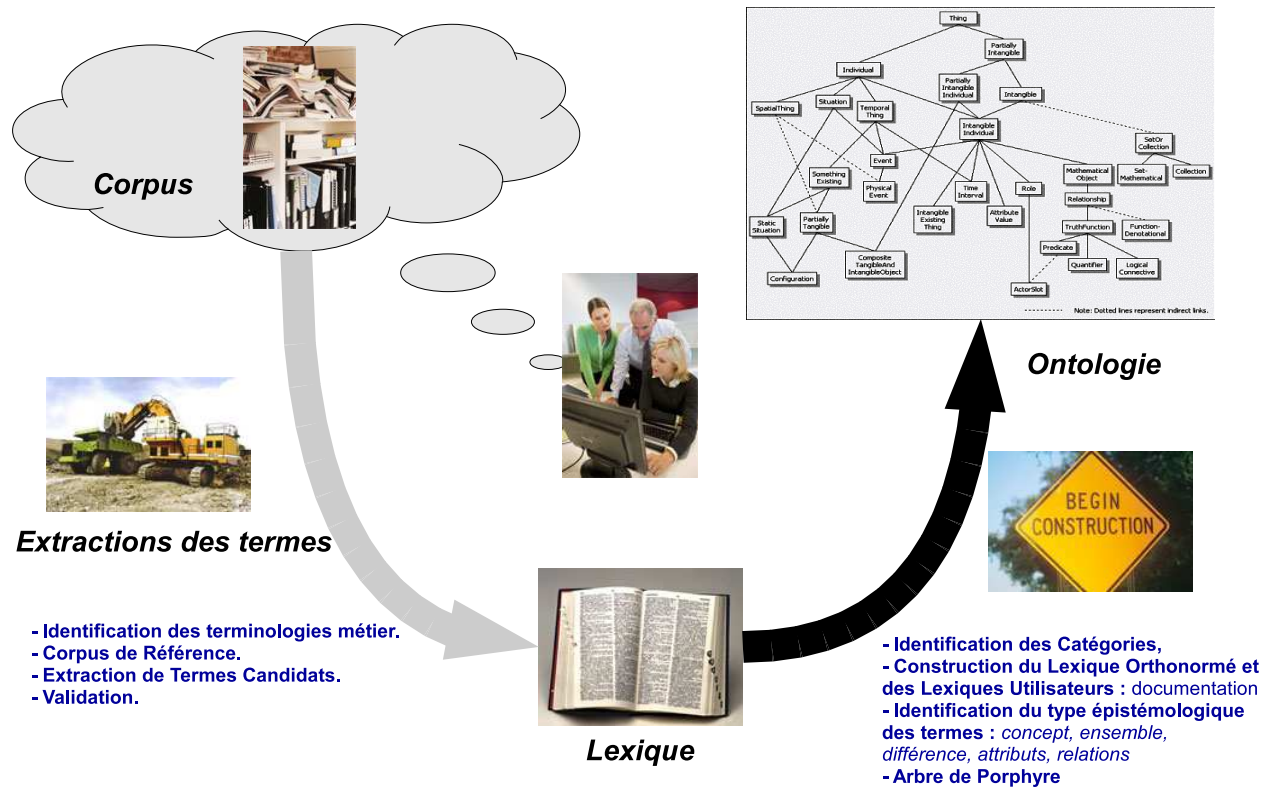 Corpus
Thing
Partially
Intangible
Individual
Partially
Intangible
Individual
Intangible
SpatialThing
Situation
Temporal
Thing
Intangible
Individual
SetOr
Collection
Event
Something
Existing
Physical
Event
Time
Interval
Role
Mathematical
Object
Set-
Mathematical
Collection
Relationship
Static
Situation
Partially
Tangible
Intangible
Existing
Thing
Attribute
Value
TruthFunction
Function-
Denotational
Predicate
Configuration
Composite
TangibleAnd
IntangibleObject
Quantifier
Logical
Connective
ActorSlot
Note: Dotted lines represent indirect links.
Ontologie
BEGIN
CONSTRUCTION
Extractions des termes
- Identification des terminologies métier.
- Corpus de Référence.
- Extraction de Termes Candidats.
- Validation.
Lexique
- Identification des Catégories,
- Construction du Lexique Orthonormé et
des Lexiques Utilisateurs : documentation
- Identification du type épistémologique
des termes : concept, ensemble,
différence, attributs, relations
- Arbre de Porphyre